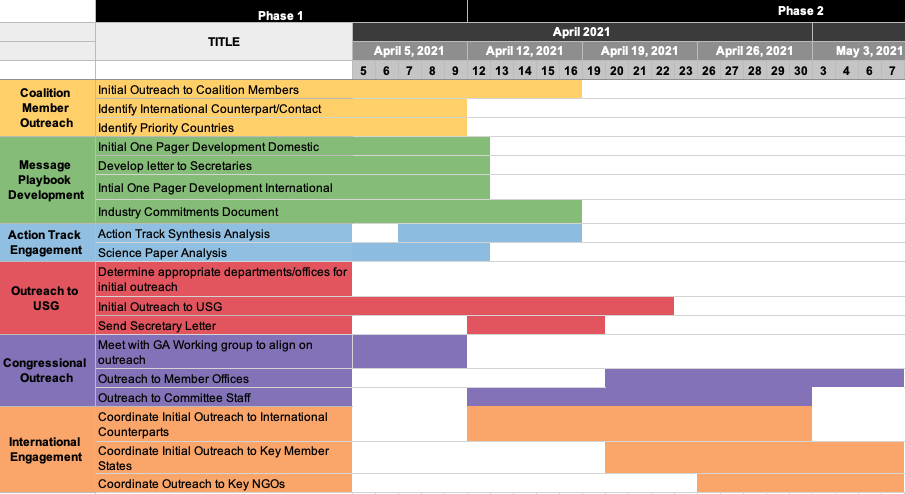 Phase 1
Phase 2
TITLE
April 2021
April 5, 2021
April 12, 2021
April 19, 2021
April 26, 2021
May 3, 2021
5 6 7 8 9 12 13 14 15 16 19 20 21 22 23 26 27 28 29 30 3 4 6 7
Coalition
Member
Outreach
Initial Outreach to Coalition Members
Identify International Counterpart/Contact
Identify Priority Countries
Message
Playbook
Development
Initial One Pager Development Domestic
Develop letter to Secretaries
Intial One Pager Development International
Industry Commitments Document
Action Track
Engagement
Action Track Synthesis Analysis
Science Paper Analysis
Outreach to
USG
Determine appropriate departments/offices for
initial outreach
Initial Outreach to USG
Send Secretary Letter
Congressional
Outreach
Meet with GA Working group to align on
outreach
Outreach to Member Offices
Outreach to Committee Staff
International
Engagement
Coordinate Initial Outreach to International
Counterparts
Coordinate Initial Outreach to Key Member
States
Coordinate Outreach to Key NGOs